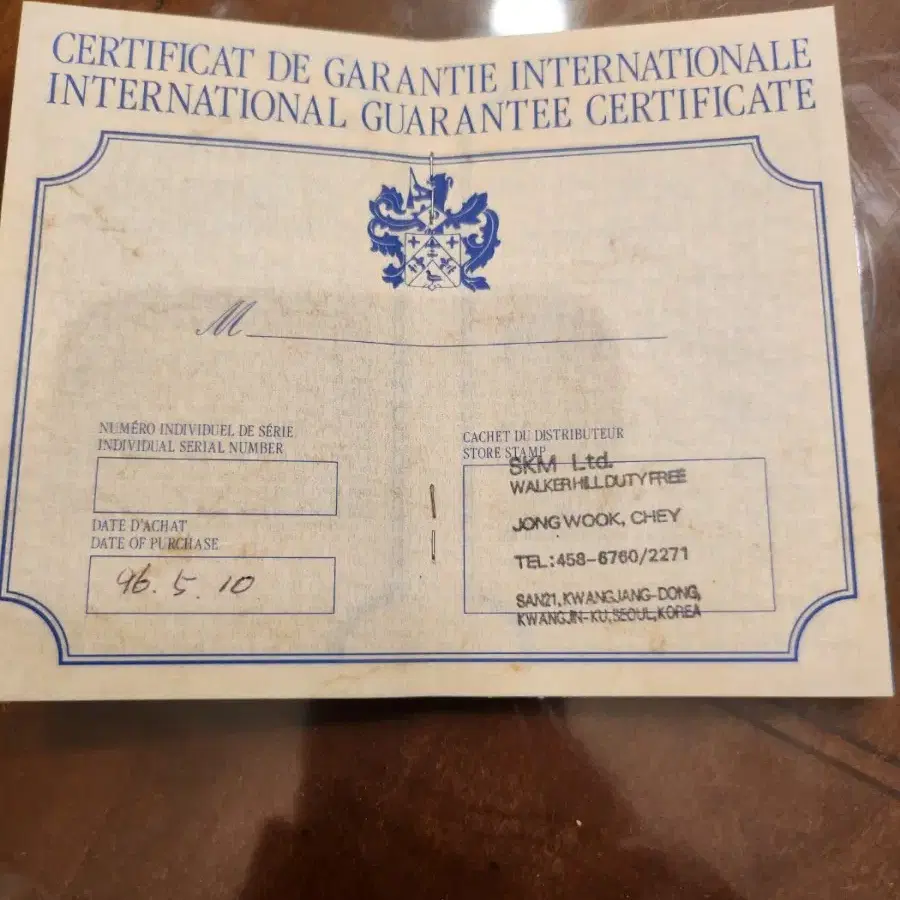 CERTIFICAT DE GARANTIE INTERNATIONALE
INTERNATIONAL GUARANTEE CERTIFICATE
M
NUMÉRO INDIVIDUEL DE SÉRIE
INDIVIDUAL SERIAL NUMBER
DATE D'ACHAT
DATE OF PURCHASE
96. 5. 10
CACHET DU DISTRIBUTEUR
STORE STAMP
SKM Ltd.
WALKERHILL DUTY FREE
JONG WOOK, CHEY
TEL:458-6760/2271
SAN21, KWANGJANG-DONG,
KWANGJIN-KU, SEOUL, KOREA